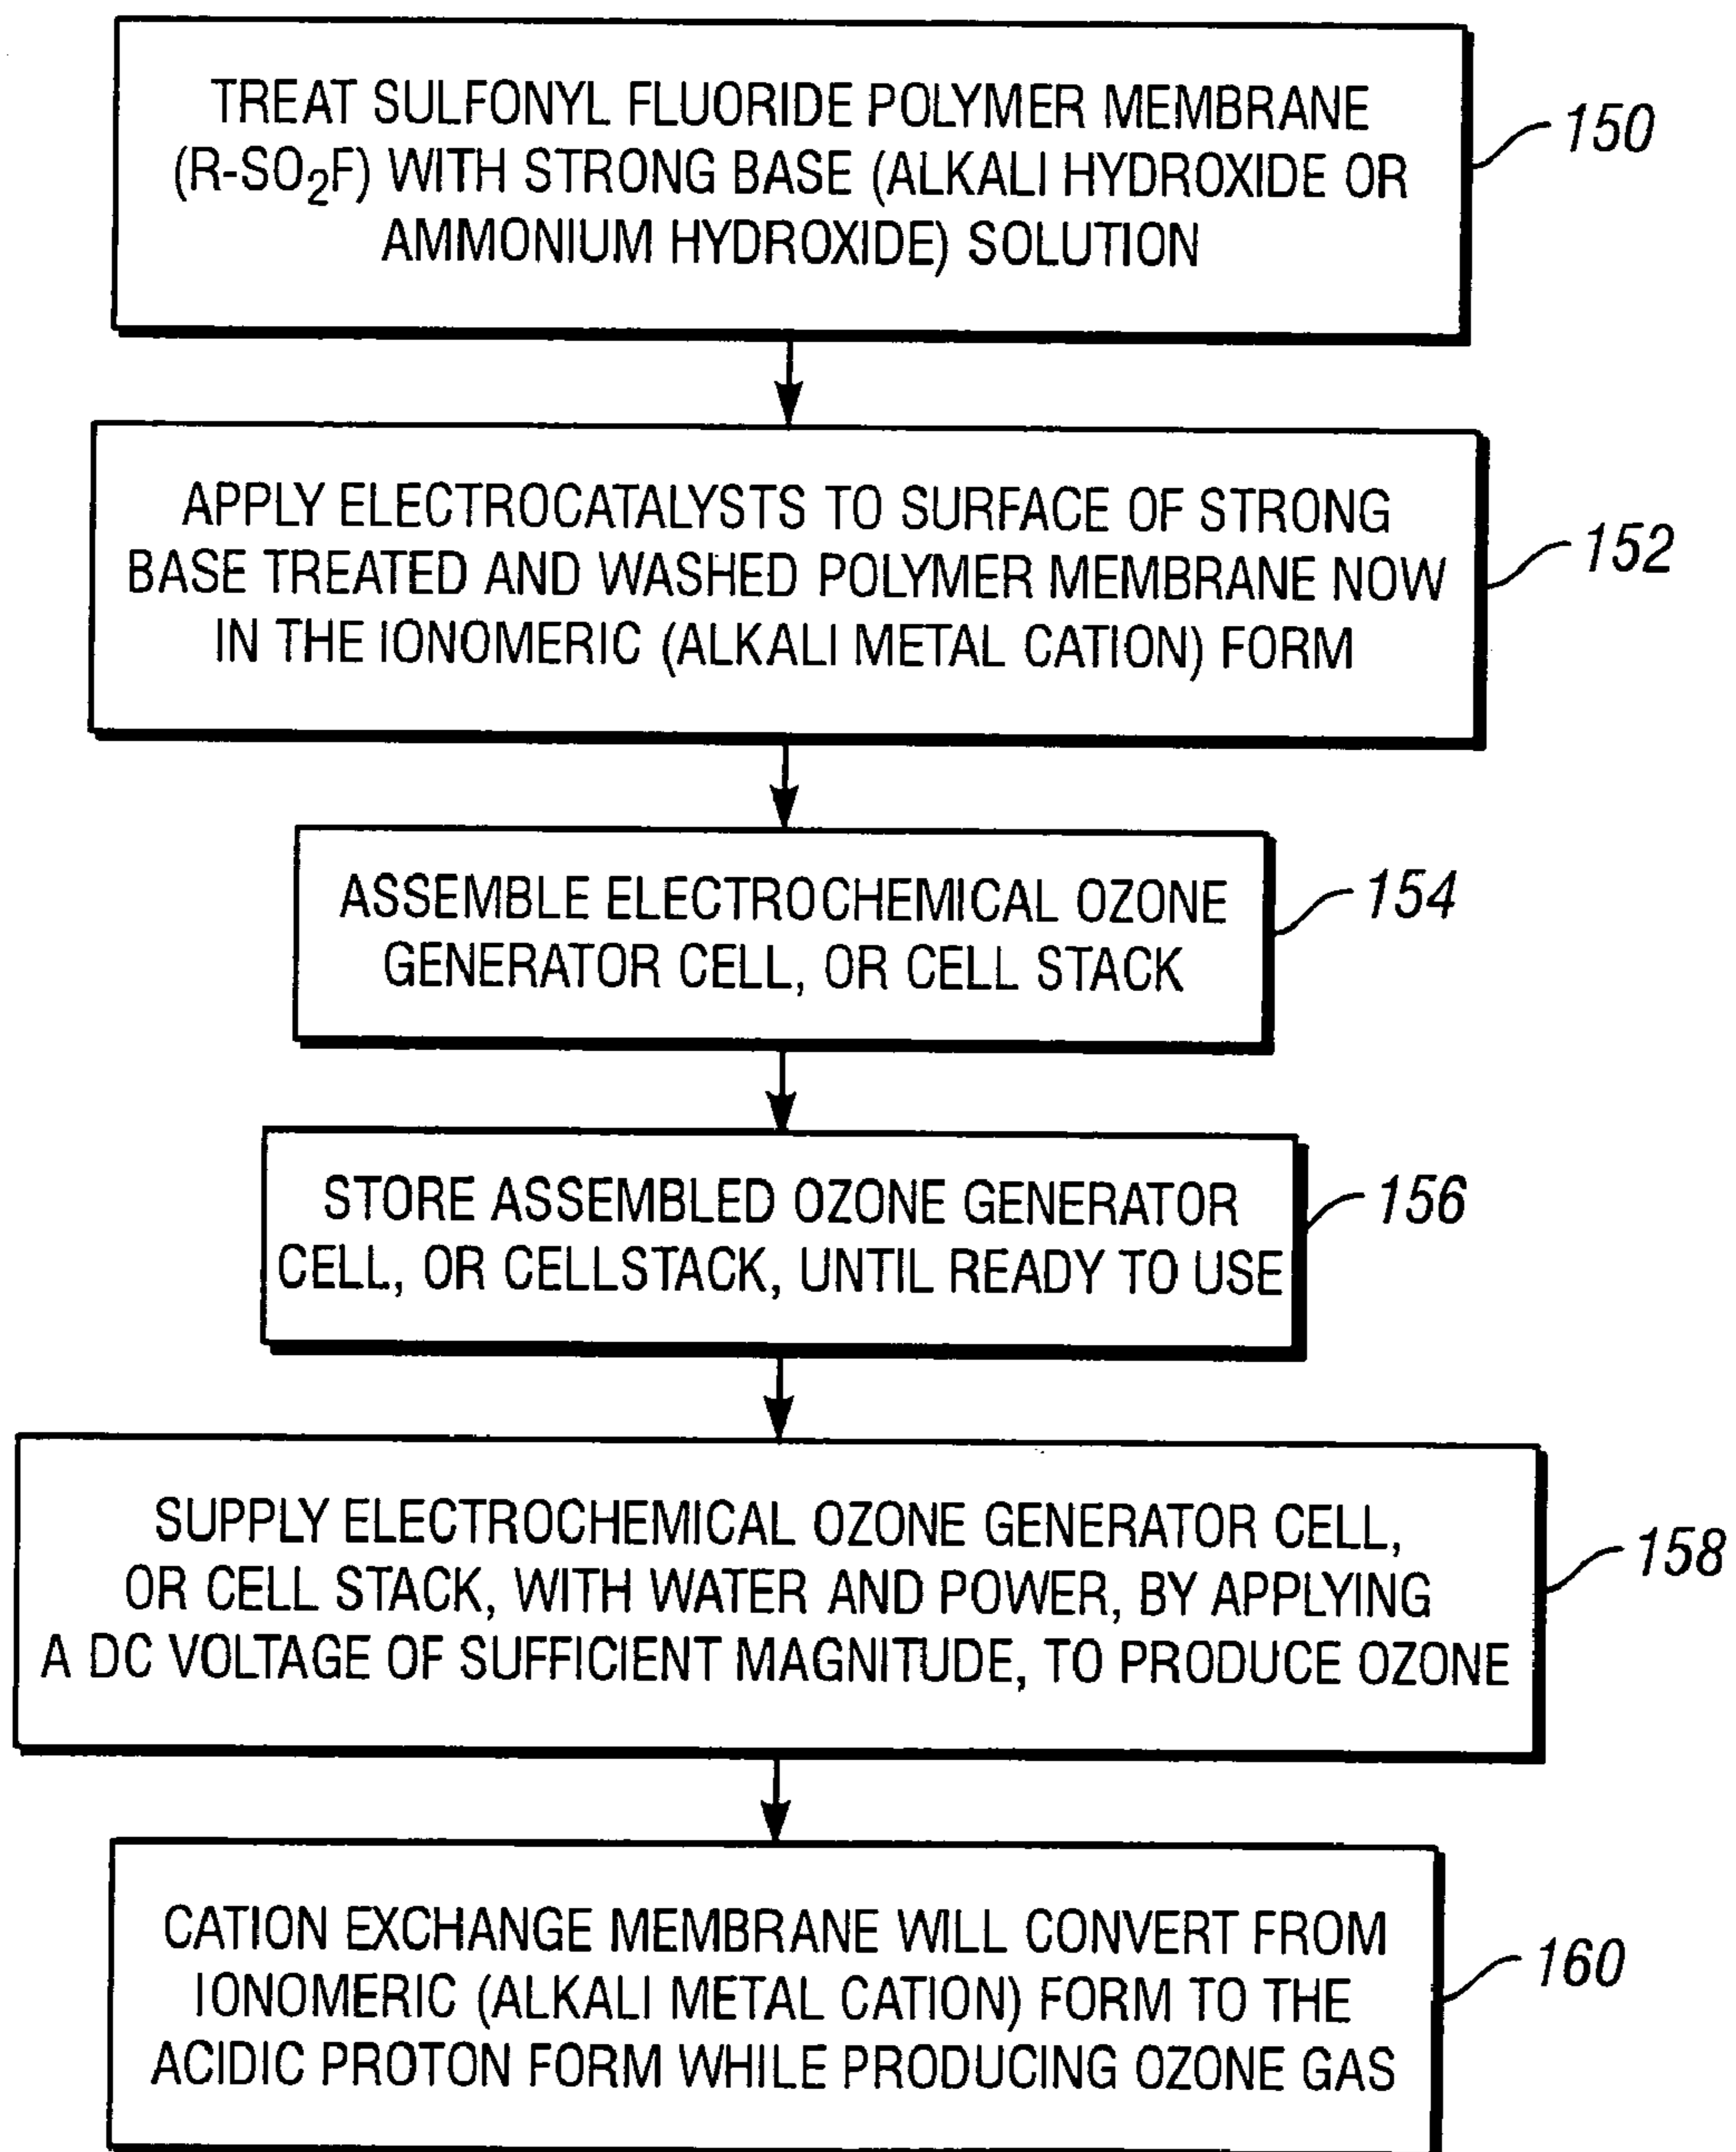 TREAT SULFONYL FLUORIDE POLYMER MEMBRANE
(R-SO₂F) WITH STRONG BASE (ALKALI HYDROXIDE OR
AMMONIUM HYDROXIDE) SOLUTION
150
APPLY ELECTROCATALYSTS TO SURFACE OF STRONG
BASE TREATED AND WASHED POLYMER MEMBRANE NOW
IN THE IONOMERIC (ALKALI METAL CATION) FORM
152
ASSEMBLE ELECTROCHEMICAL OZONE
GENERATOR CELL, OR CELL STACK
154
STORE ASSEMBLED OZONE GENERATOR
CELL, OR CELLSTACK, UNTIL READY TO USE
156
SUPPLY ELECTROCHEMICAL OZONE GENERATOR CELL,
OR CELL STACK, WITH WATER AND POWER, BY APPLYING
A DC VOLTAGE OF SUFFICIENT MAGNITUDE, TO PRODUCE OZONE
158
CATION EXCHANGE MEMBRANE WILL CONVERT FROM
IONOMERIC (ALKALI METAL CATION) FORM TO THE
ACIDIC PROTON FORM WHILE PRODUCING OZONE GAS
160